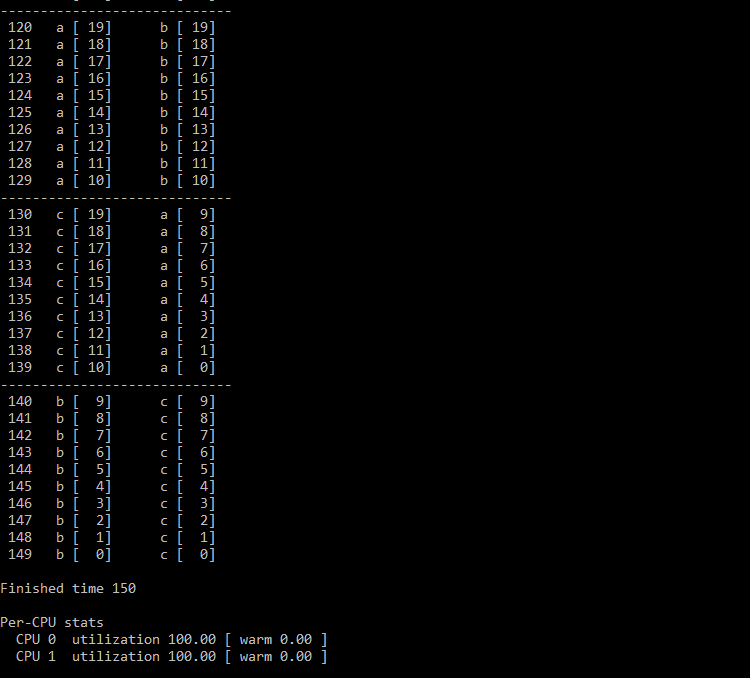 -----------------------------
 120   a [ 19]      b [ 19]
 121   a [ 18]      b [ 18]
 122   a [ 17]      b [ 17]
 123   a [ 16]      b [ 16]
 124   a [ 15]      b [ 15]
 125   a [ 14]      b [ 14]
 126   a [ 13]      b [ 13]
 127   a [ 12]      b [ 12]
 128   a [ 11]      b [ 11]
 129   a [ 10]      b [ 10]
-----------------------------
 130   c [ 19]      a [  9]
 131   c [ 18]      a [  8]
 132   c [ 17]      a [  7]
 133   c [ 16]      a [  6]
 134   c [ 15]      a [  5]
 135   c [ 14]      a [  4]
 136   c [ 13]      a [  3]
 137   c [ 12]      a [  2]
 138   c [ 11]      a [  1]
 139   c [ 10]      a [  0]
-----------------------------
 140   b [  9]      c [  9]
 141   b [  8]      c [  8]
 142   b [  7]      c [  7]
 143   b [  6]      c [  6]
 144   b [  5]      c [  5]
 145   b [  4]      c [  4]
 146   b [  3]      c [  3]
 147   b [  2]      c [  2]
 148   b [  1]      c [  1]
 149   b [  0]      c [  0]

Finished time 150

Per-CPU stats
  CPU 0  utilization 100.00 [ warm 0.00 ]
  CPU 1  utilization 100.00 [ warm 0.00 ]